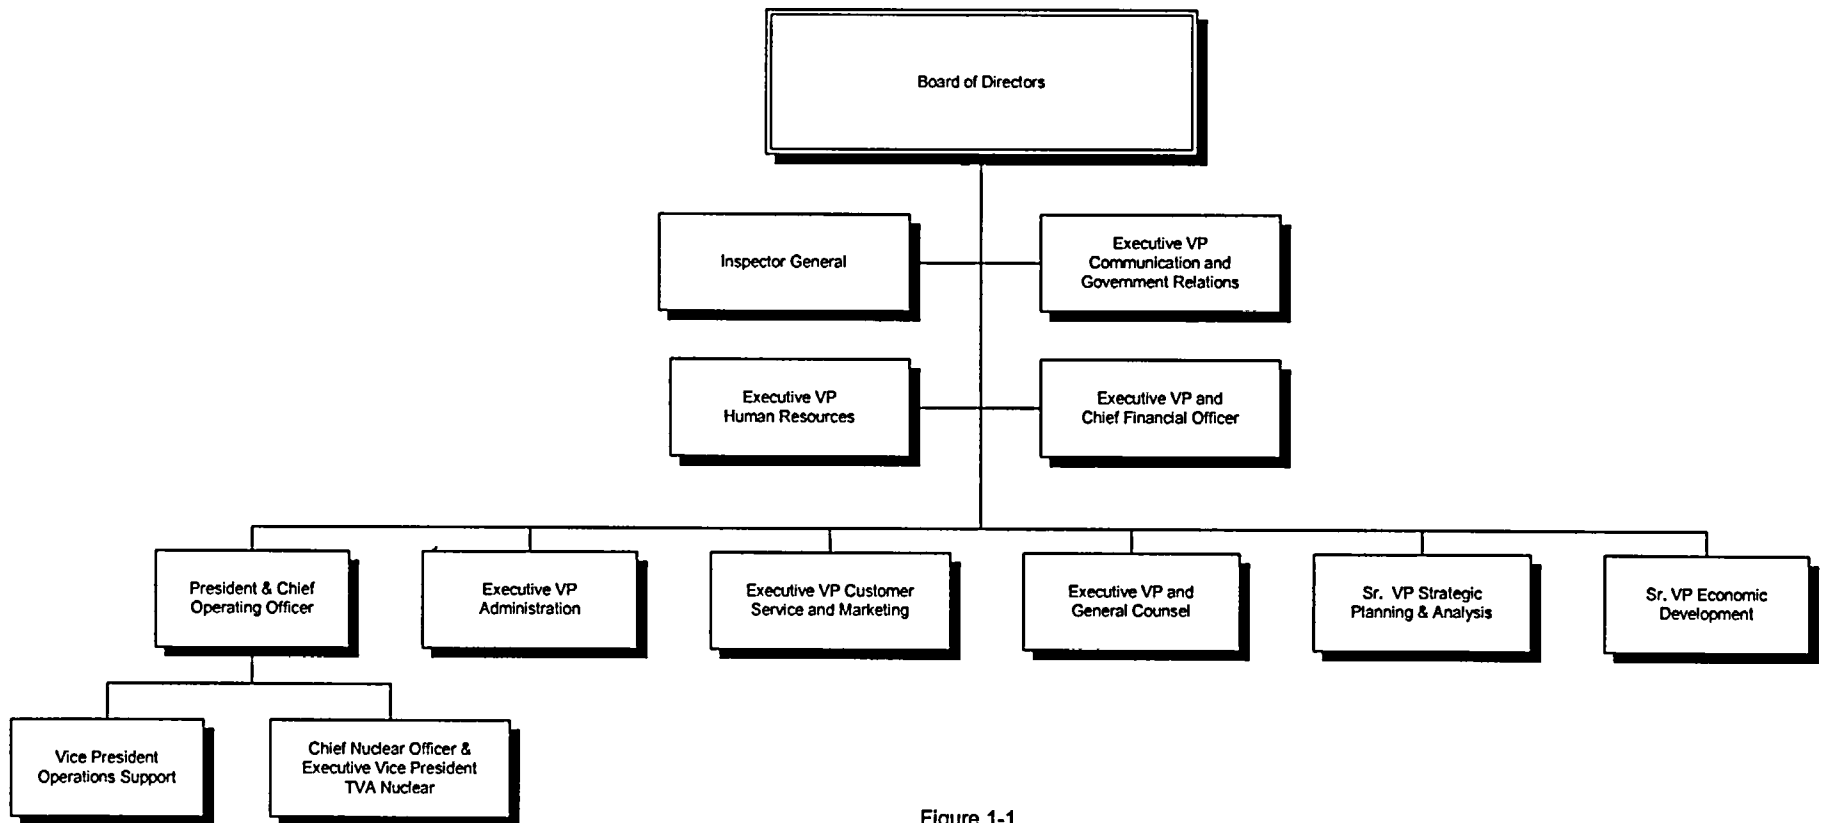 Board of Directors
Inspector General
Executive VP
Communication and
Government Relations
Executive VP
Human Resources
Executive VP and
Chief Financial Officer
President & Chief
Operating Officer
Executive VP
Administration
Executive VP Customer
Service and Marketing
Executive VP and
General Counsel
Sr. VP Strategic
Planning & Analysis
Sr. VP Economic
Development
Vice President
Operations Support
Chief Nuclear Officer &
Executive Vice President
TVA Nuclear
Figure 1-1